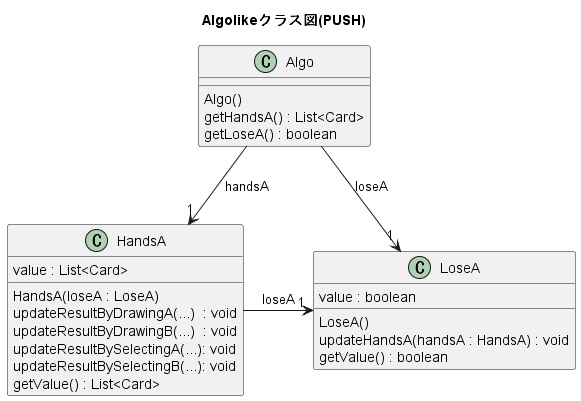 Algolikeクラス図(PUSH)
C Algo
Algo()
getHandsA() : List<Card>
getLoseA() : boolean
handsA
loseA
1
1
C HandsA
value : List<Card>
HandsA(loseA : LoseA)
updateResultByDrawingA(...) : void
updateResultByDrawingB(...) : void
updateResultBySelectingA(...): void
updateResultBySelectingB(...): void
getValue() : List<Card>
loseA 1
C LoseA
value : boolean
LoseA()
updateHandsA(handsA : HandsA) : void
getValue() : boolean